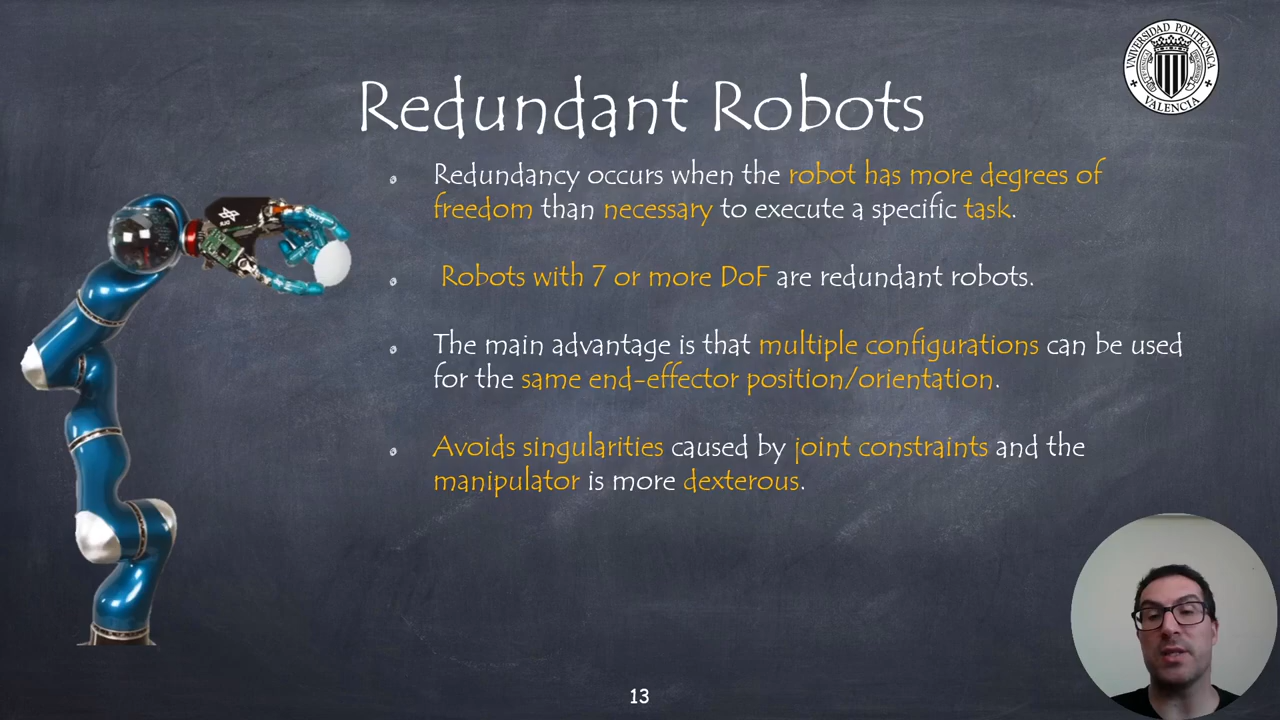 UNIVERSIDAD POLITECNICA
VALENCIA
Redundant Robots
Redundancy occurs when the robot has more degrees of
freedom than necessary to execute a specific task.
Robots with 7 or more DoF are redundant robots.
The main advantage is that multiple configurations can be used
for the same end-effector position/orientation.
Avoids singularities caused by joint constraints and the
manipulator is more dexterous.
13